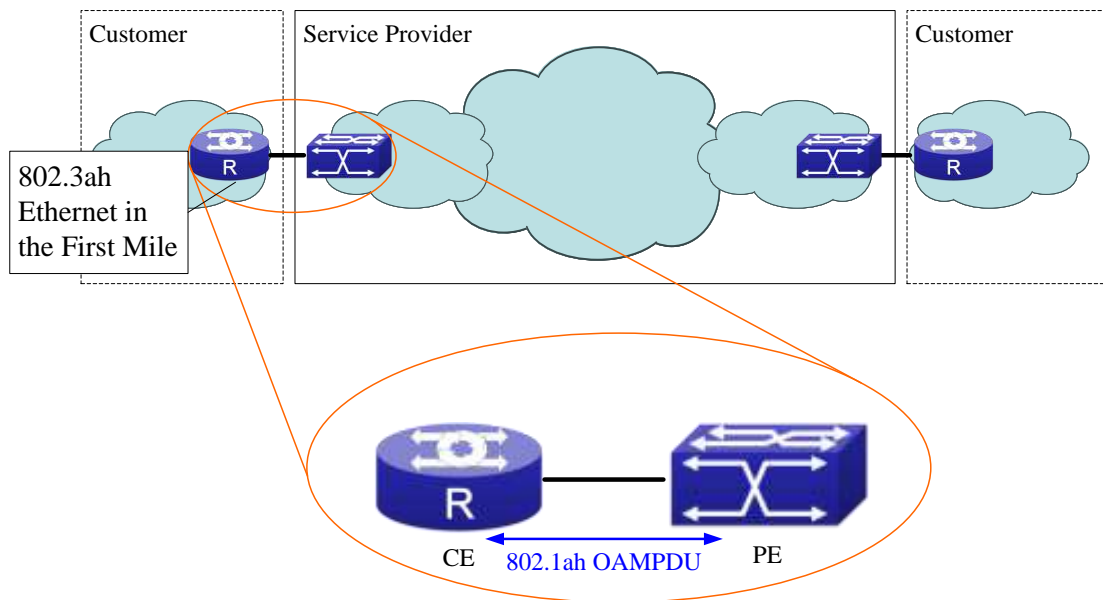 Customer
Service Provider
Customer
R
R
802.3ah
Ethernet in
the First Mile
R
CE
802.1ah OAMPDU
PE